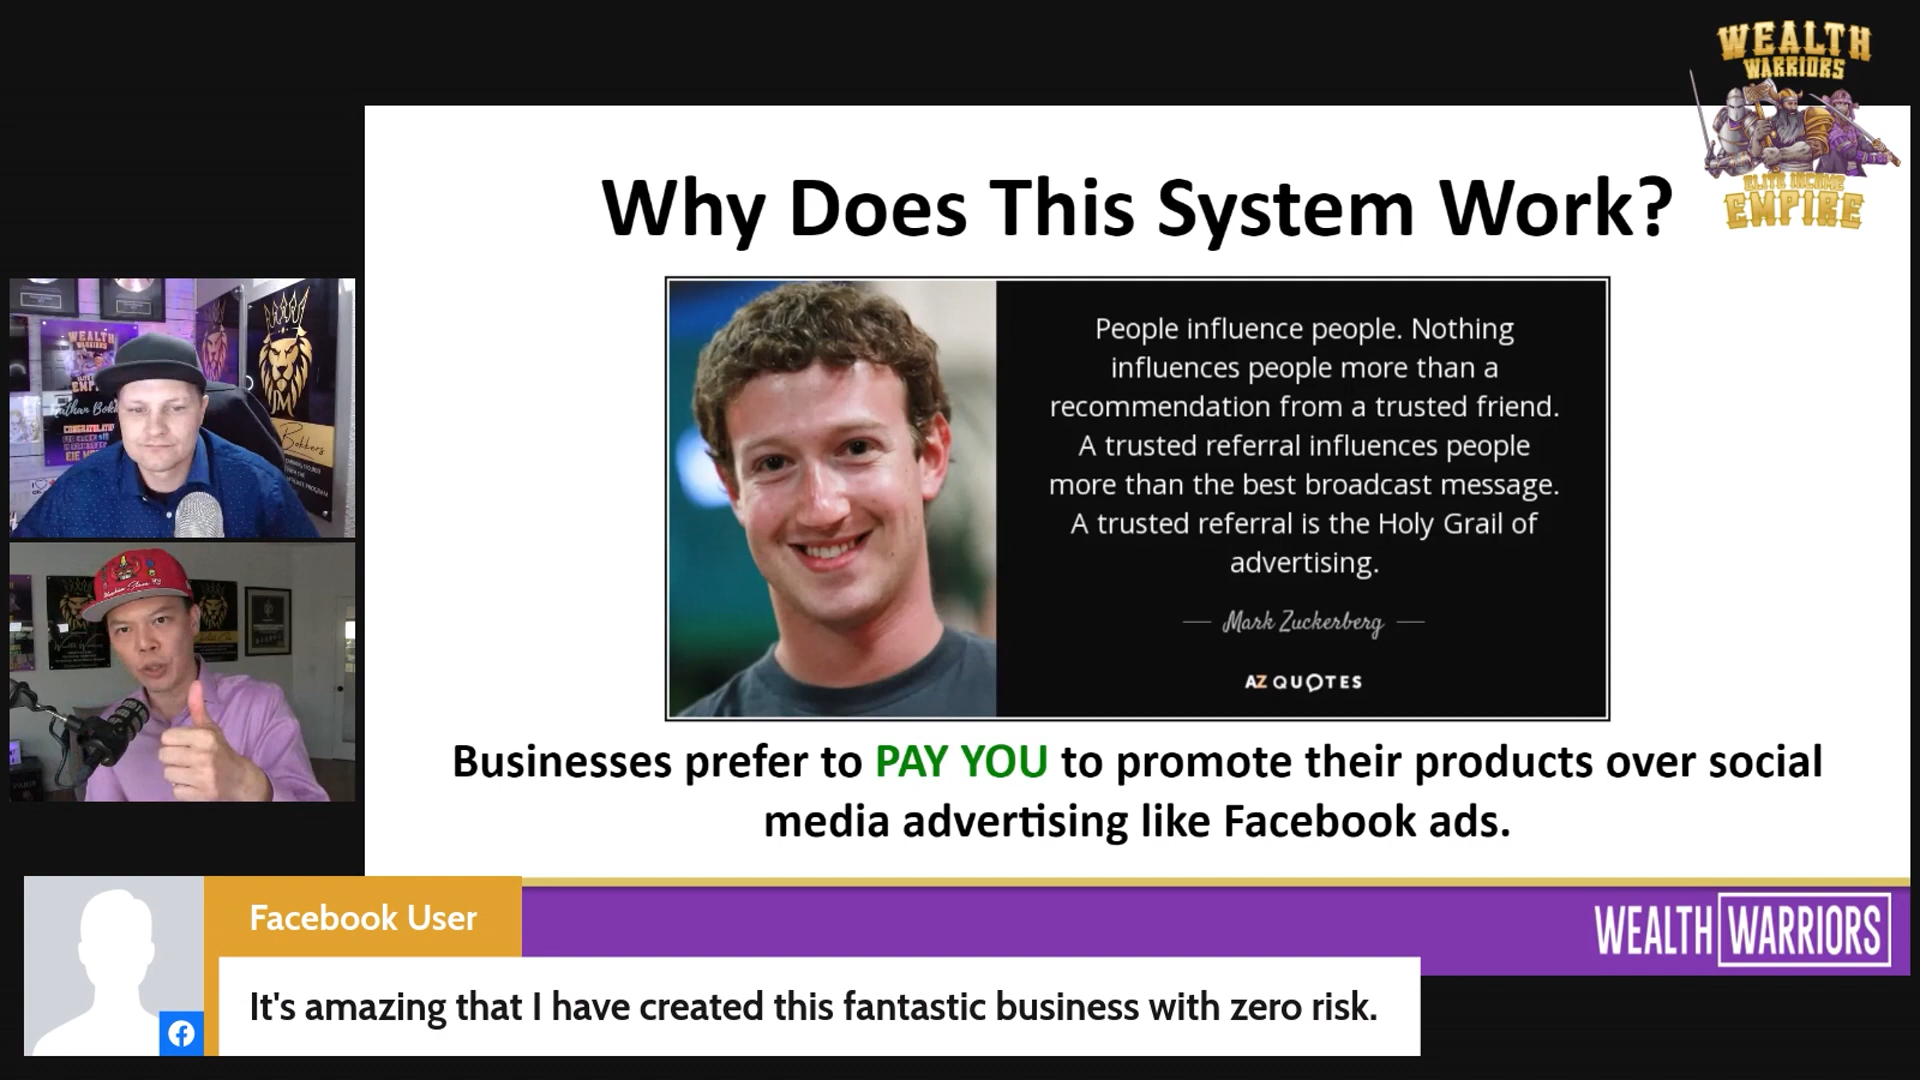 WEALTH
WARRIORS
ELITE INCOME
EMPIRE
Why Does This System Work?
People influence people. Nothing
influences people more than a
recommendation from a trusted friend.
A trusted referral influences people
more than the best broadcast message.
A trusted referral is the Holy Grail of
advertising.
Mark Zuckerberg
AZ QUOTES
Businesses prefer to PAY YOU to promote their products over social
media advertising like Facebook ads.
WEALTH
WARRIORS
Bokkers
WEALTH WARRIORS
Facebook User
It's amazing that I have created this fantastic business with zero risk.